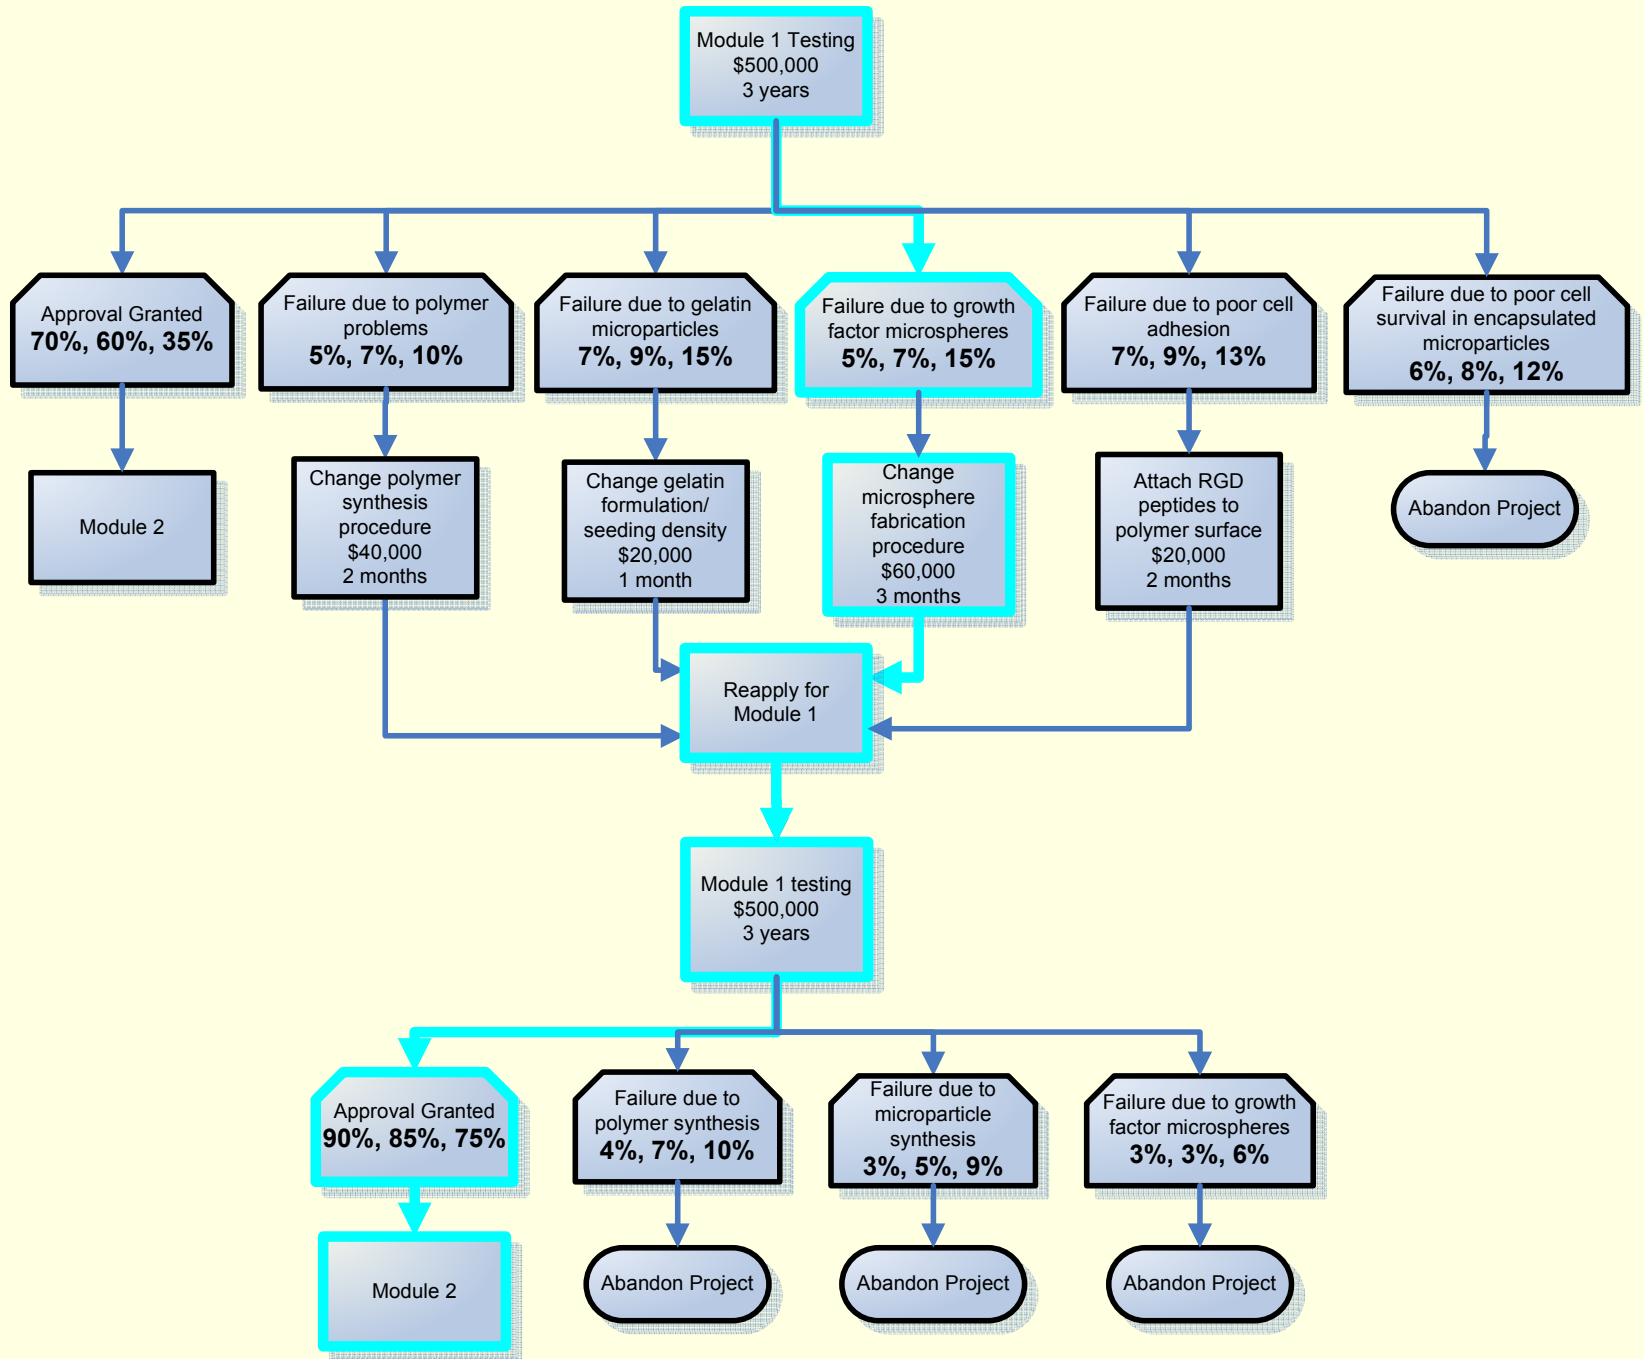 Module 1 Testing
$500,000
3 years
Approval Granted
70%, 60%, 35%
Failure due to polymer
problems
5%, 7%, 10%
Failure due to gelatin
microparticles
7%, 9%, 15%
Failure due to growth
factor microspheres
5%, 7%, 15%
Failure due to poor cell
adhesion
7%, 9%, 13%
Failure due to poor cell
survival in encapsulated
microparticles
6%, 8%, 12%
Module 2
Change polymer
synthesis
procedure
$40,000
2 months
Change gelatin
formulation/
seeding density
$20,000
1 month
Change
microsphere
fabrication
procedure
$60,000
3 months
Attach RGD
peptides to
polymer surface
$20,000
2 months
Abandon Project
Reapply for
Module 1
Module 1 testing
$500,000
3 years
Approval Granted
90%, 85%, 75%
Failure due to
polymer synthesis
4%, 7%, 10%
Failure due to
microparticle
synthesis
3%, 5%, 9%
Failure due to growth
factor microspheres
3%, 3%, 6%
Module 2
Abandon Project
Abandon Project
Abandon Project